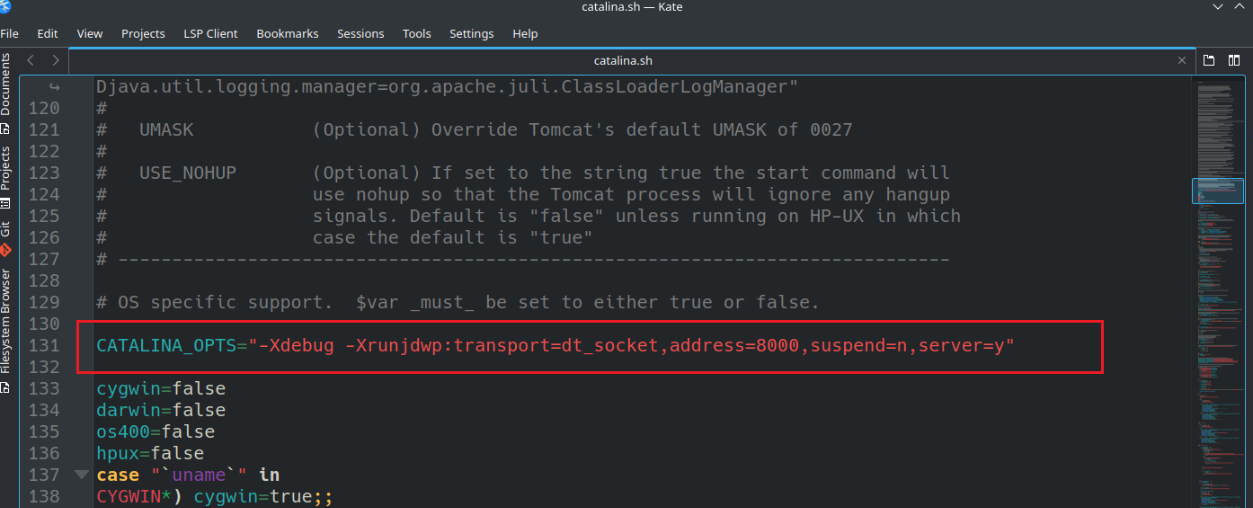 catalina.sh — Kate
File Edit View Projects LSP Client Bookmarks Sessions Tools Settings Help
catalina.sh
Documents
Projects
Git
Filesystem Browser
Djava.util.logging.manager=org.apache.juli.ClassLoaderLogManager"
120 #
121 #   UMASK           (Optional) Override Tomcat's default UMASK of 0027
122 #
123 #   USE_NOHUP       (Optional) If set to the string true the start command will
124 #                   use nohup so that the Tomcat process will ignore any hangup
125 #                   signals. Default is "false" unless running on HP-UX in which
126 #                   case the default is "true"
127 # -----------------------------------------------------------------------------
128
129 # OS specific support.  $var _must_ be set to either true or false.
130
131 CATALINA_OPTS="-Xdebug -Xrunjdwp:transport=dt_socket,address=8000,suspend=n,server=y"
132
133 cygwin=false
134 darwin=false
135 os400=false
136 hpux=false
137 case "`uname`" in
138 CYGWIN*) cygwin=true;;